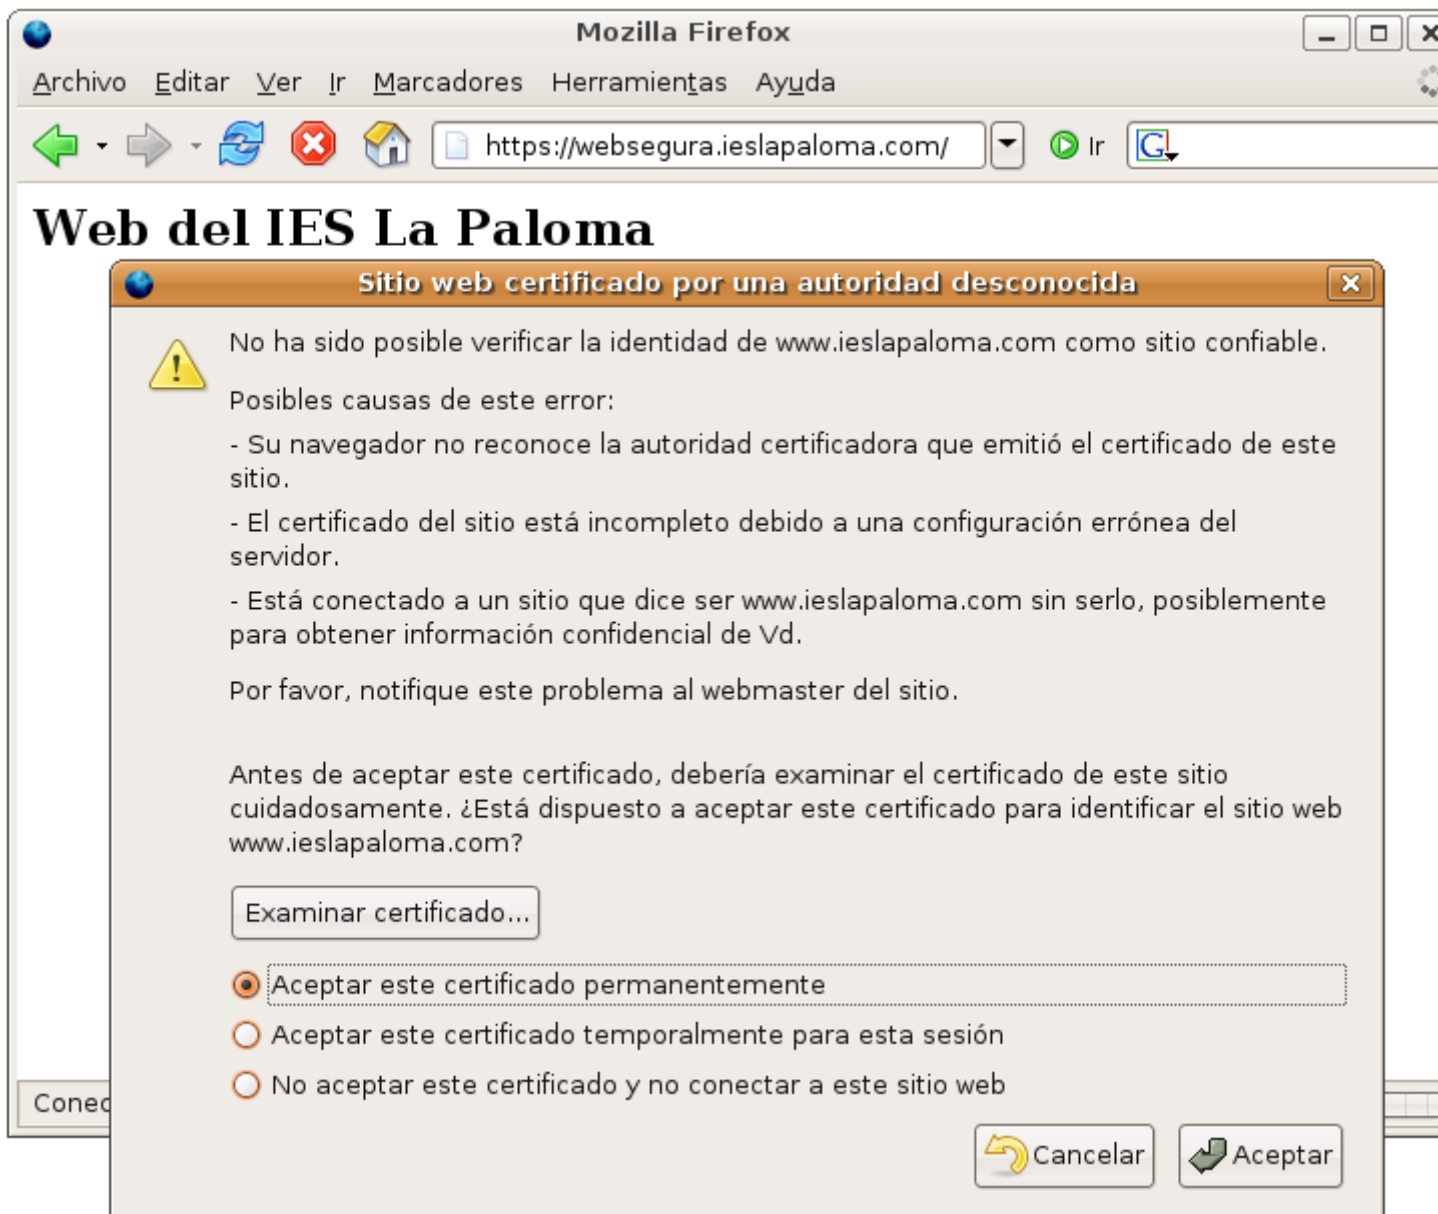 Mozilla Firefox
Archivo Editar Ver Ir Marcadores Herramientas Ayuda
https://websegura.ieslapaloma.com/ Ir G
Web del IES La Paloma
Sitio web certificado por una autoridad desconocida
No ha sido posible verificar la identidad de www.ieslapaloma.com como sitio confiable.
Posibles causas de este error:
- Su navegador no reconoce la autoridad certificadora que emitió el certificado de este
sitio.
- El certificado del sitio está incompleto debido a una configuración errónea del
servidor.
- Está conectado a un sitio que dice ser www.ieslapaloma.com sin serlo, posiblemente
para obtener información confidencial de Vd.
Por favor, notifique este problema al webmaster del sitio.
Antes de aceptar este certificado, debería examinar el certificado de este sitio
cuidadosamente. ¿Está dispuesto a aceptar este certificado para identificar el sitio web
www.ieslapaloma.com?
Examinar certificado...
Aceptar este certificado permanentemente
Aceptar este certificado temporalmente para esta sesión
No aceptar este certificado y no conectar a este sitio web
Conec
Cancelar Aceptar